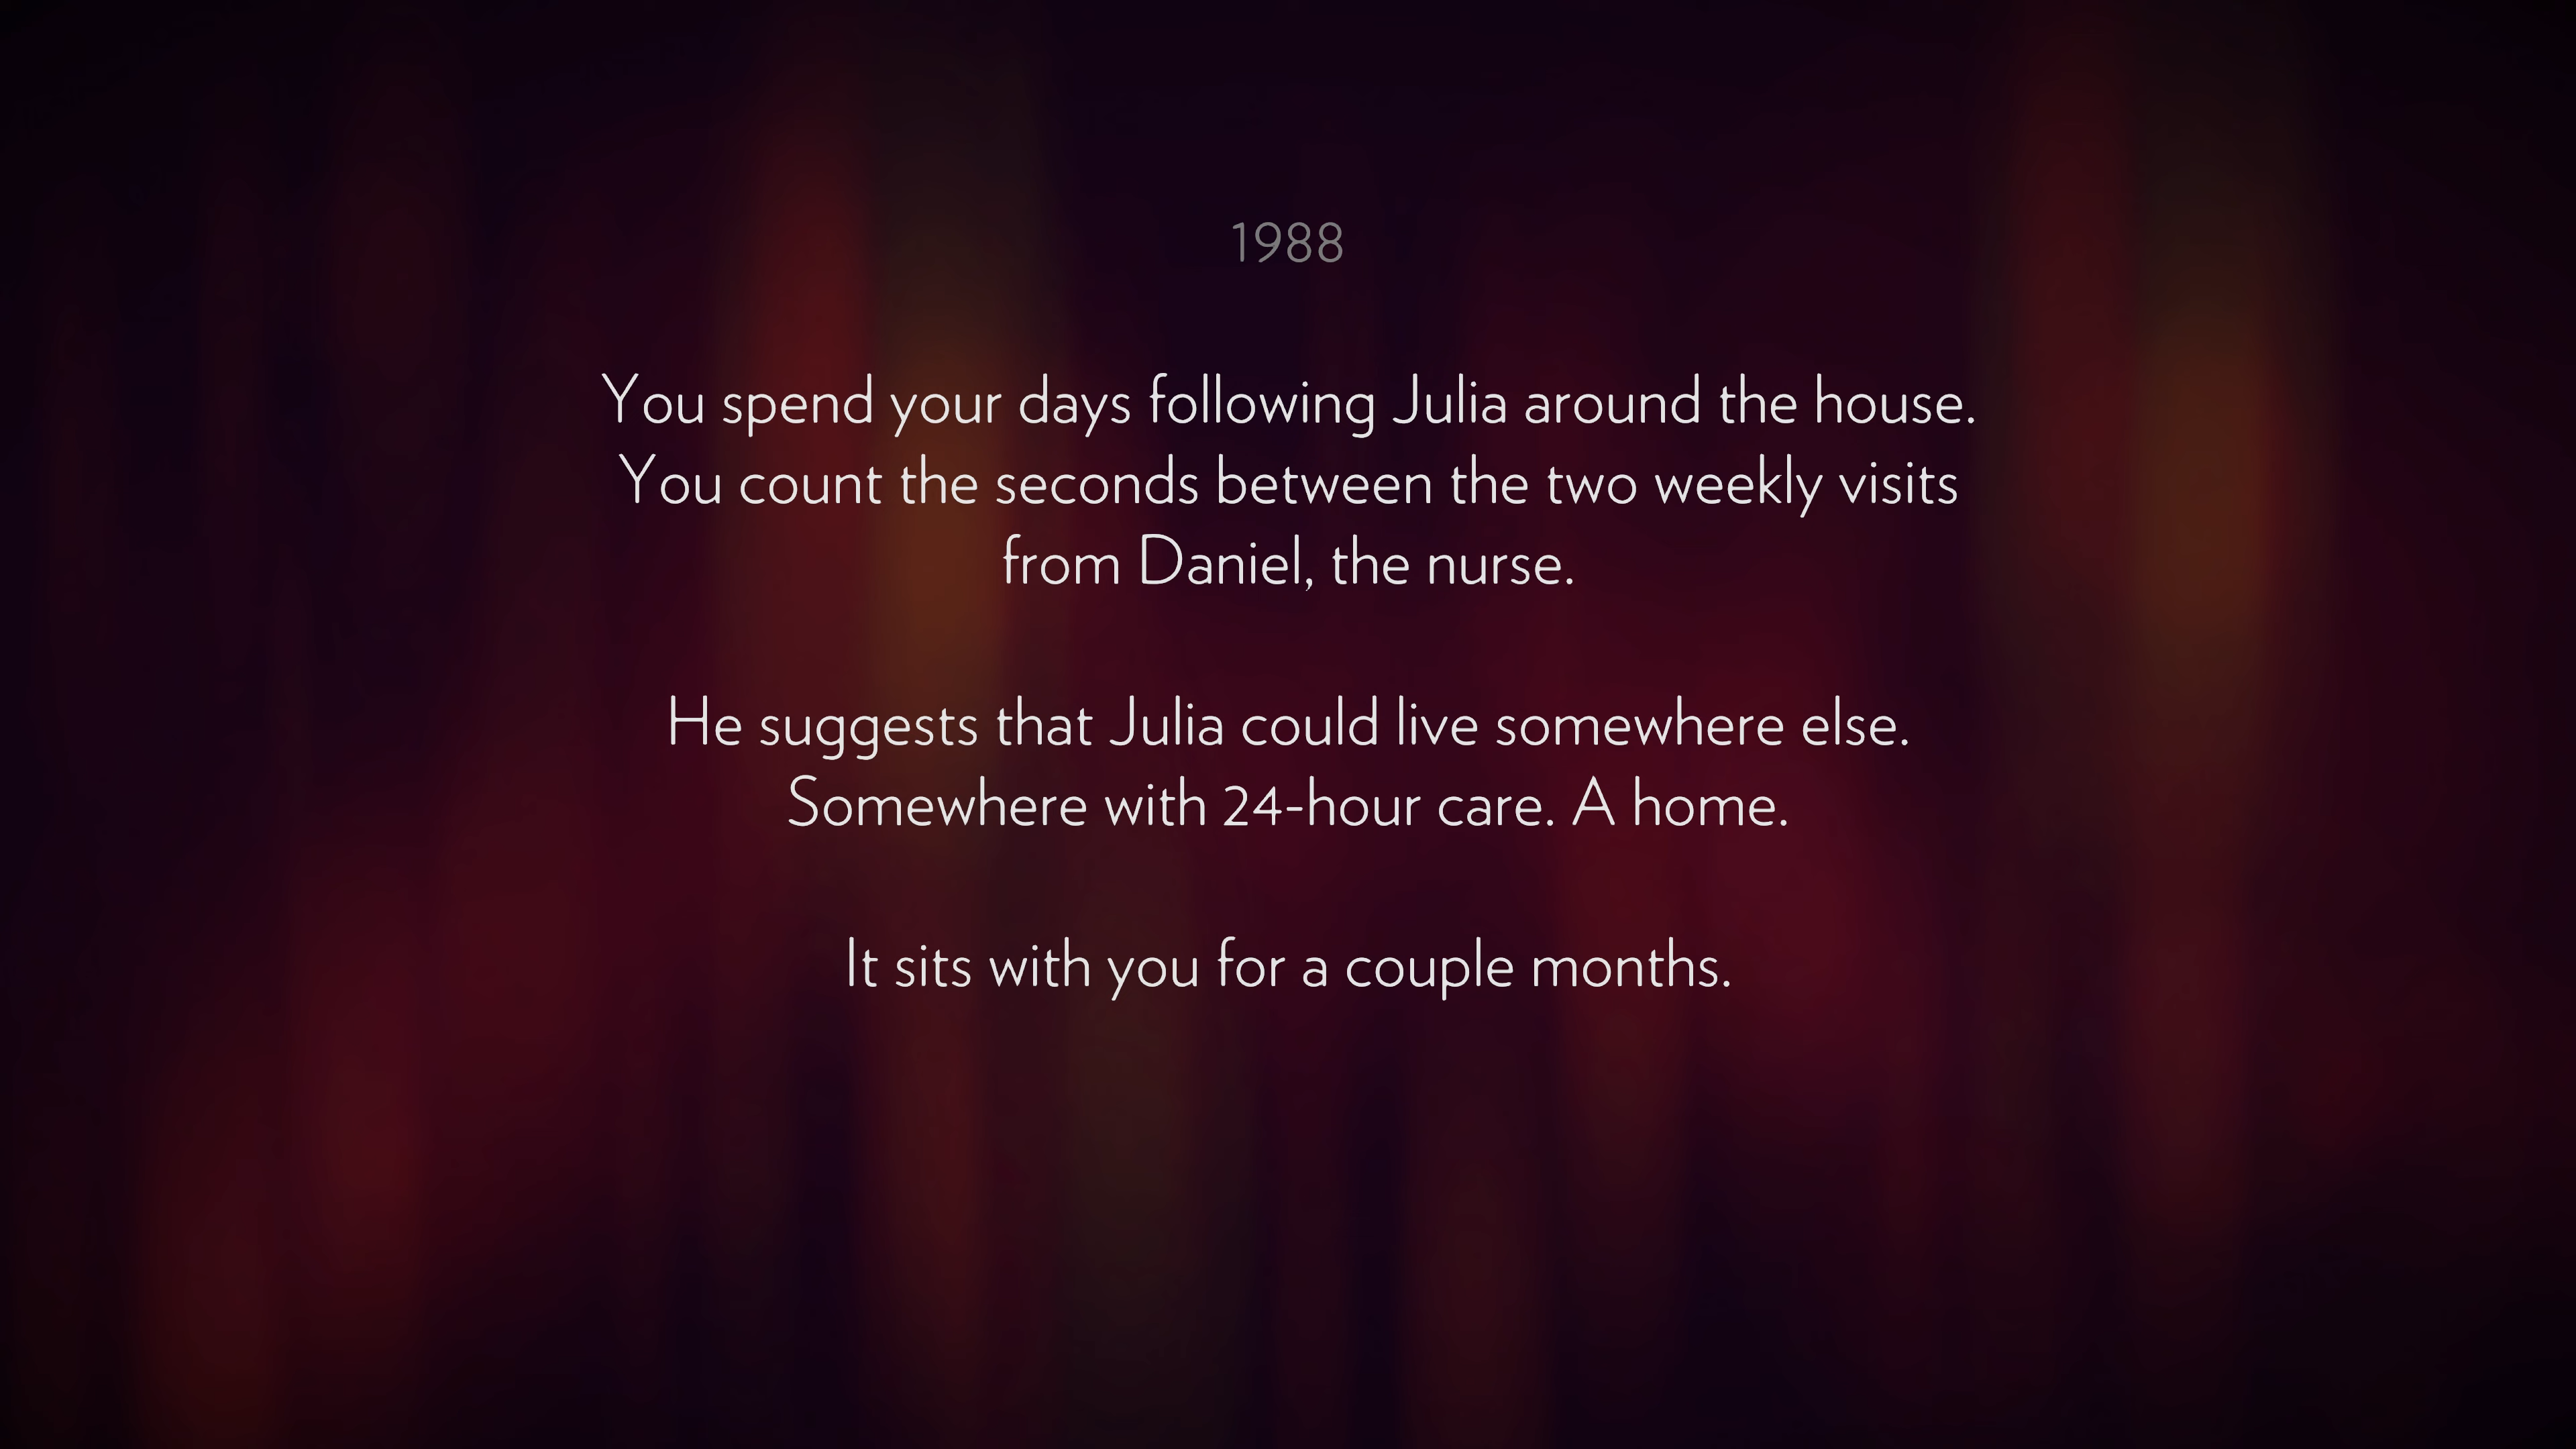 1988
You spend your days following Julia around the house.
You count the seconds between the two weekly visits
from Daniel, the nurse.
He suggests that Julia could live somewhere else.
Somewhere with 24-hour care. A home.
It sits with you for a couple months.